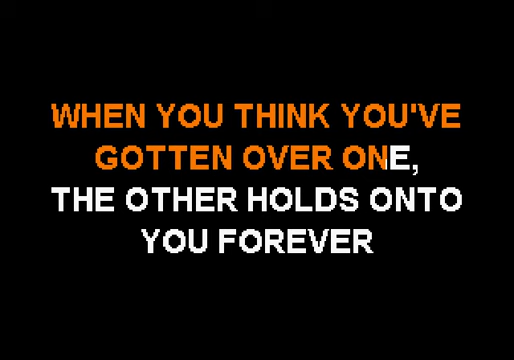 WHEN YOU THINK YOU'VE
GOTTEN OVER ONE,
THE OTHER HOLDS ONTO
YOU FOREVER